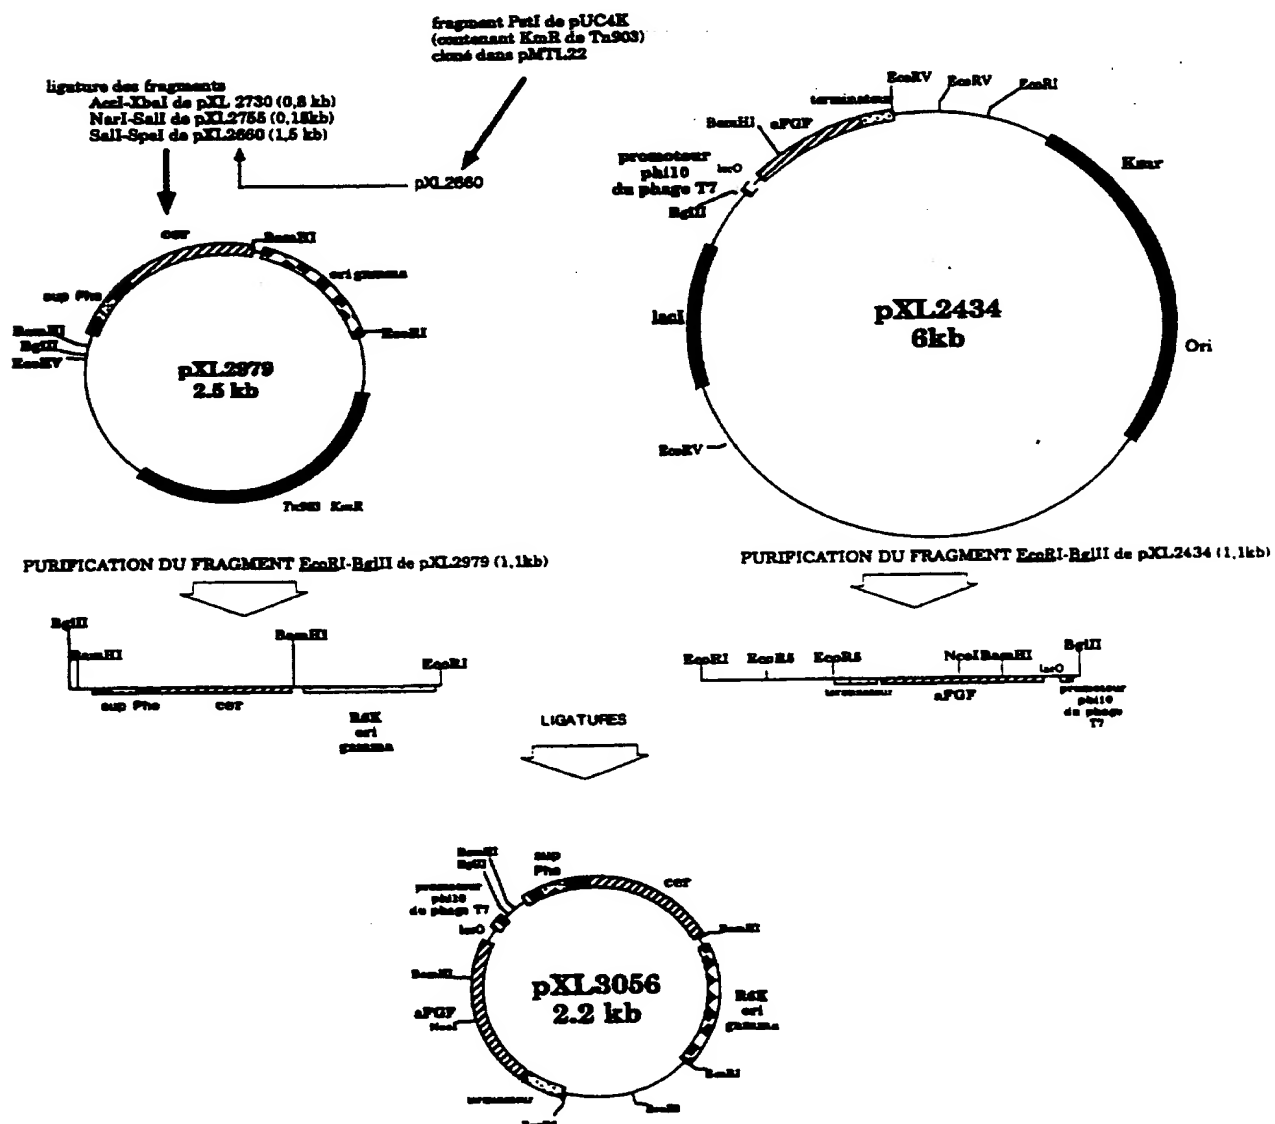 fragment PstI de pUC4K
(contenant KmR de Tn903)
cloné dans pMTL22
ligature des fragments
AccI-XbaI de pXL 2730 (0,8 kb)
NarI-SalI de pXL2755 (0,15kb)
SalI-SpeI de pXL2660 (1,5 kb)
pXL2660
cer
BamHI
ori gamma
sup Phe
BamHI
BglII
EcoRV
EcoRI
pXL2979
2.5 kb
Tn903 KmR
EcoRV
EcoRV
EcoRI
terminateur
BamHI
aFGF
lacO
promoteur
phi10
du phage T7
BglII
Kmr
lacI
pXL2434
6kb
Ori
EcoRV
PURIFICATION DU FRAGMENT EcoRI-BglII de pXL2979 (1,1kb)
PURIFICATION DU FRAGMENT EcoRI-BglII de pXL2434 (1,1kb)
BglII
BamHI
BamHI
EcoRI
sup Phe
cer
R6K
ori
gamma
EcoRI
EcoR5
EcoR5
NcoI
BamHI
lacO
BglII
terminateur
aFGF
promoteur
phi10
du phage
T7
LIGATURES
BamHI
BglII
sup
Phe
cer
promoteur
phi10
du phage T7
lacO
BamHI
BamHI
aFGF
NcoI
pXL3056
2.2 kb
R6K
ori
gamma
EcoRI
terminateur